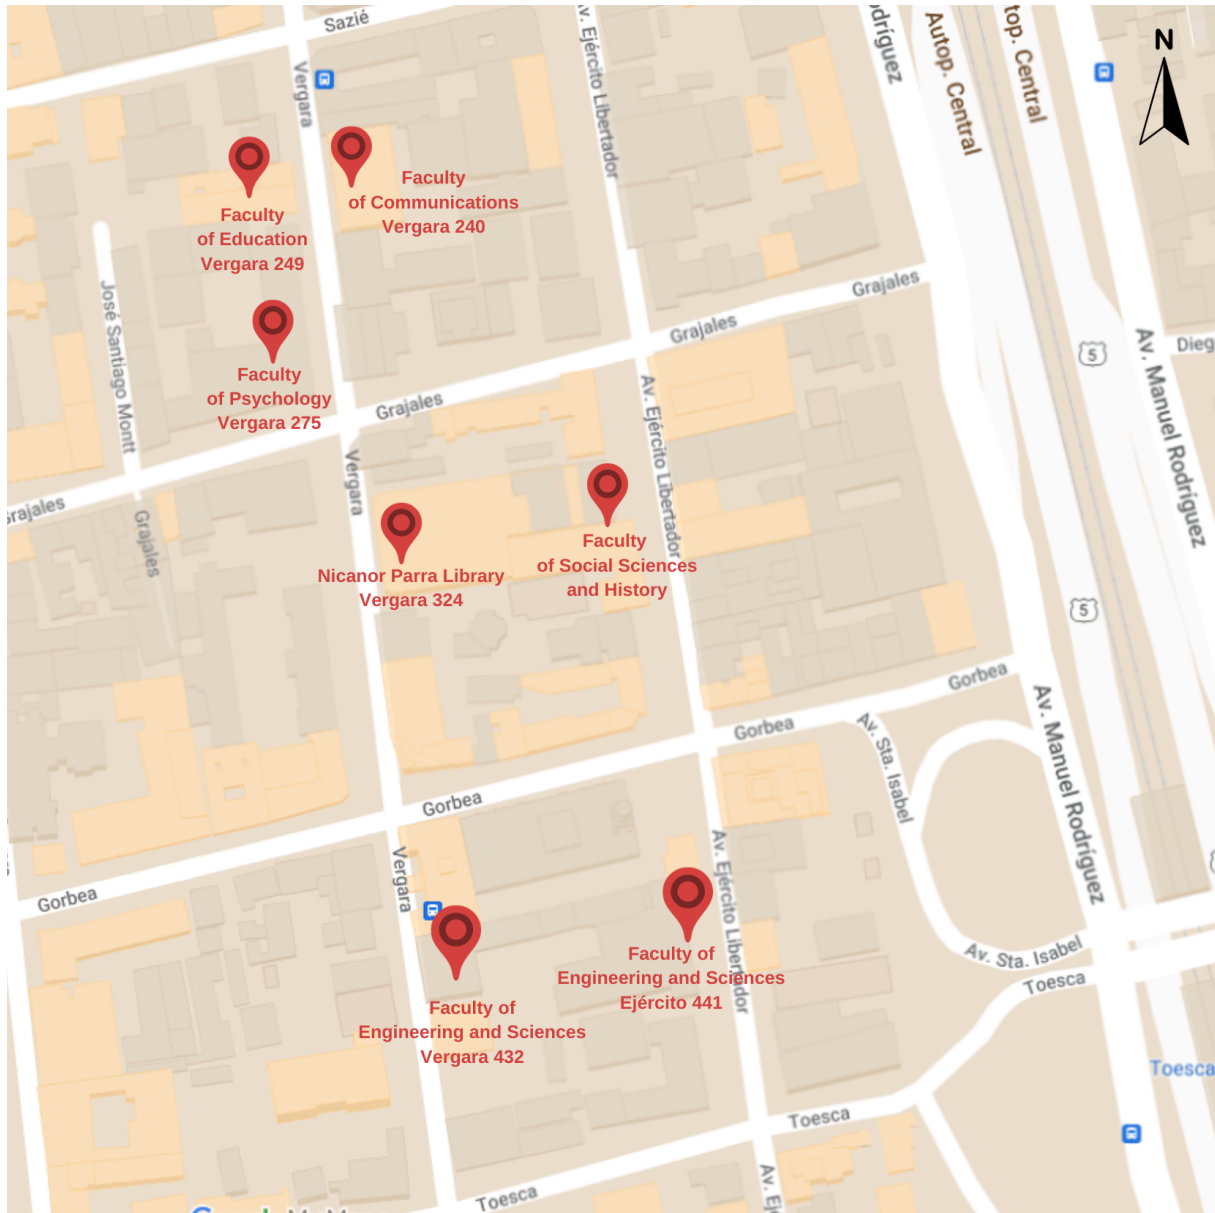 Sazié
Av. Ejército Libertador
Autop. Central
Autop. Central
N
Vergara
Faculty
of Communications
Vergara 240
Faculty
of Education
Vergara 249
José Santiago Montt
Grajales
Grajales
Faculty
of Psychology
Vergara 275
Grajales
5
Av. Manuel Rodríguez
Av. Ejército Libertador
Vergara
Grajales
Grajales
Nicanor Parra Library
Vergara 324
Faculty
of Social Sciences
and History
5
Gorbea
Gorbea
Av. Sta. Isabel
Av. Manuel Rodríguez
Gorbea
Vergara
Av. Ejército Libertador
Gorbea
Faculty of
Engineering and Sciences
Ejército 441
Av. Sta. Isabel
Toesca
Faculty of
Engineering and Sciences
Vergara 432
Toesca
Toesca
Toesca